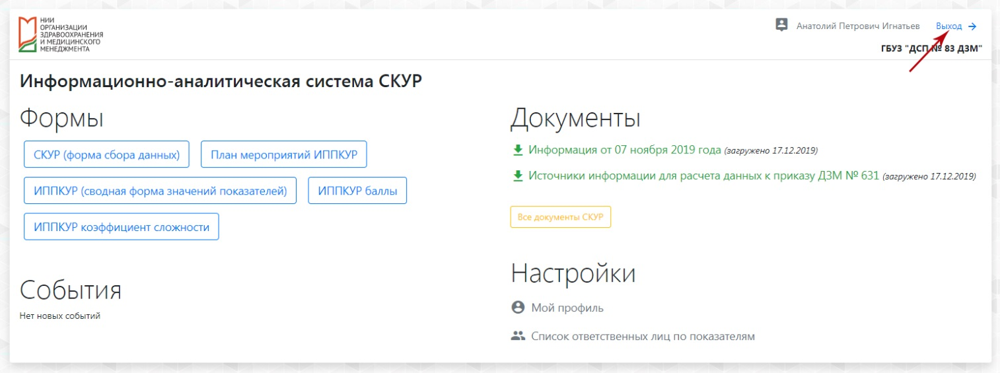 НИИ
ОРГАНИЗАЦИИ
ЗДРАВООХРАНЕНИЯ
И МЕДИЦИНСКОГО
МЕНЕДЖМЕНТА
Анатолий Петрович Игнатьев Выход
ГБУЗ "ДСП № 83 ДЗМ"
Информационно-аналитическая система СКУР
Формы
СКУР (форма сбора данных) План мероприятий ИППКУР
ИППКУР (сводная форма значений показателей) ИППКУР баллы
ИППКУР коэффициент сложности
События
Нет новых событий
Документы
Информация от 07 ноября 2019 года (загружено 17.12.2019)
Источники информации для расчета данных к приказу ДЗМ № 631 (загружено 17.12.2019)
Все документы СКУР
Настройки
Мой профиль
Список ответственных лиц по показателям